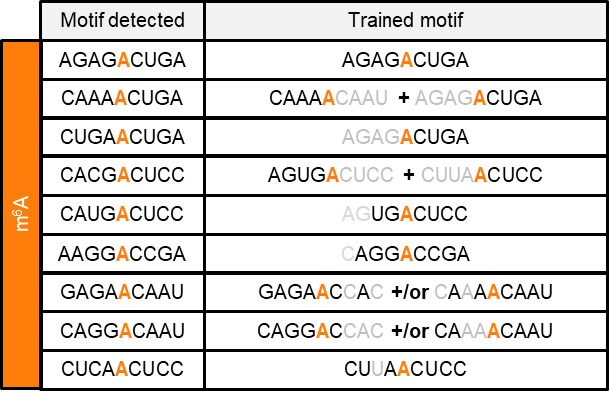 Motif detected Trained motif
m⁶A
AGAGACUGA AGAGACUGA
CAAAACUGA CAAAACAAU + AGAGACUGA
CUGAACUGA AGAGACUGA
CACGACUCC AGUGACUCC + CUUAACUCC
CAUGACUCC AGUGACUCC
AAGGACCGA CAGGACCGA
GAGAACAAU GAGAACCAC +/or CAAAACAAU
CAGGACAAU CAGGACCAC +/or CAAAACAAU
CUCAACUCC CUUAACUCC